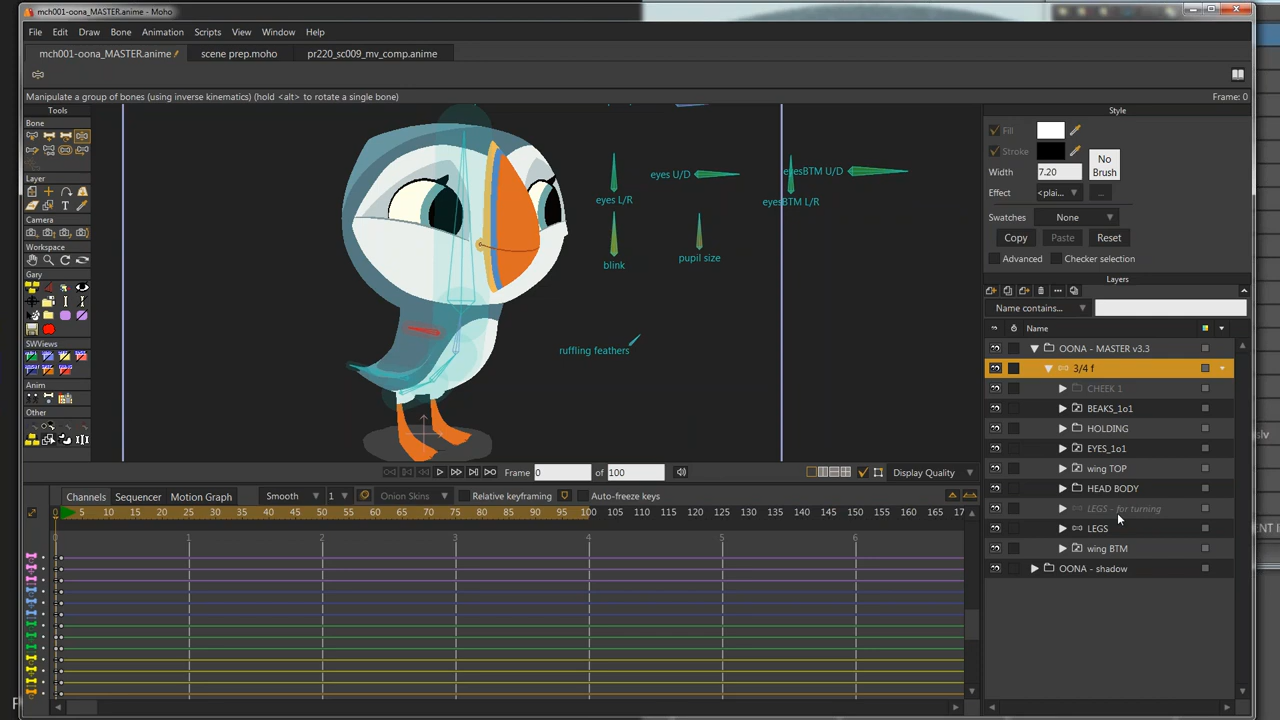 mch001-oona_MASTER.anime - Moho
File Edit Draw Bone Animation Scripts View Window Help
mch001-oona_MASTER.anime scene prep.moho pr220_sc009_mv_comp.anime
Manipulate a group of bones (using inverse kinematics) (hold <alt> to rotate a single bone) Frame: 0
Tools
Bone
Layer
Camera
Workspace
Gary
SWViews
Anim
Other
eyes L/R
eyes U/D
eyesBTM U/D
eyesBTM L/R
blink
pupil size
ruffling feathers
Style
Fill
Stroke
Width 7.20
No Brush
Effect <plai...
...
Swatches None
Copy Paste Reset
Advanced Checker selection
Layers
Name contains...
Name
OONA - MASTER v3.3
3/4 f
CHEEK 1
BEAKS_1o1
HOLDING
EYES_1o1
wing TOP
HEAD BODY
LEGS - for turning
LEGS
wing BTM
OONA - shadow
Frame 0 of 100 Display Quality
Channels Sequencer Motion Graph Smooth 1 Onion Skins Relative keyframing Auto-freeze keys
0 5 10 15 20 25 30 35 40 45 50 55 60 65 70 75 80 85 90 95 100 105 110 115 120 125 130 135 140 145 150 155 160 165 17
0 1 2 3 4 5 6